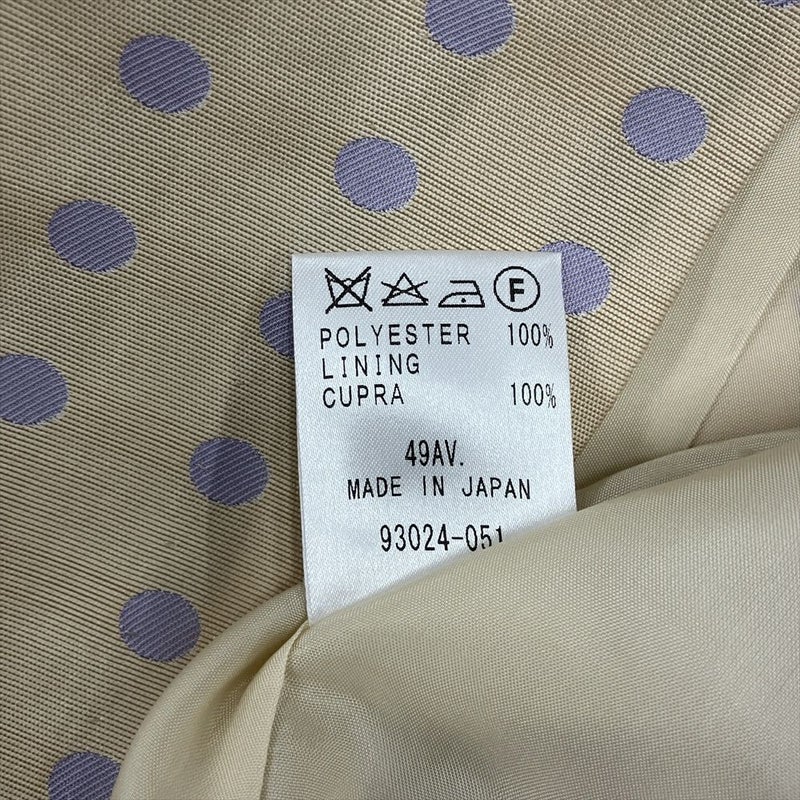 F
POLYESTER 100%
LINING
CUPRA 100%
49AV.
MADE IN JAPAN
93024-051